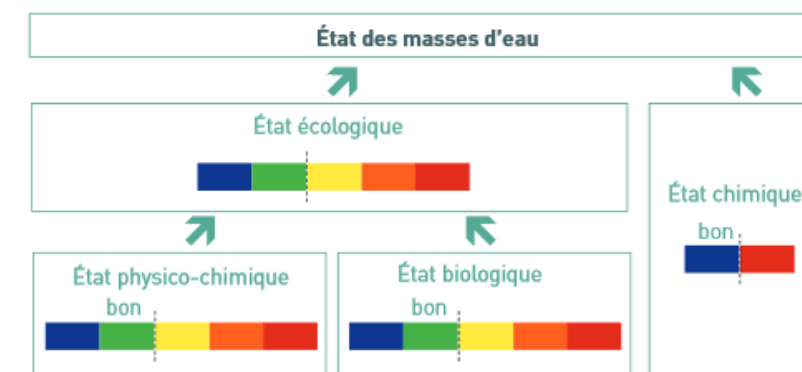 État des masses d'eau
État écologique
État chimique
bon
État physico-chimique
bon
État biologique
bon